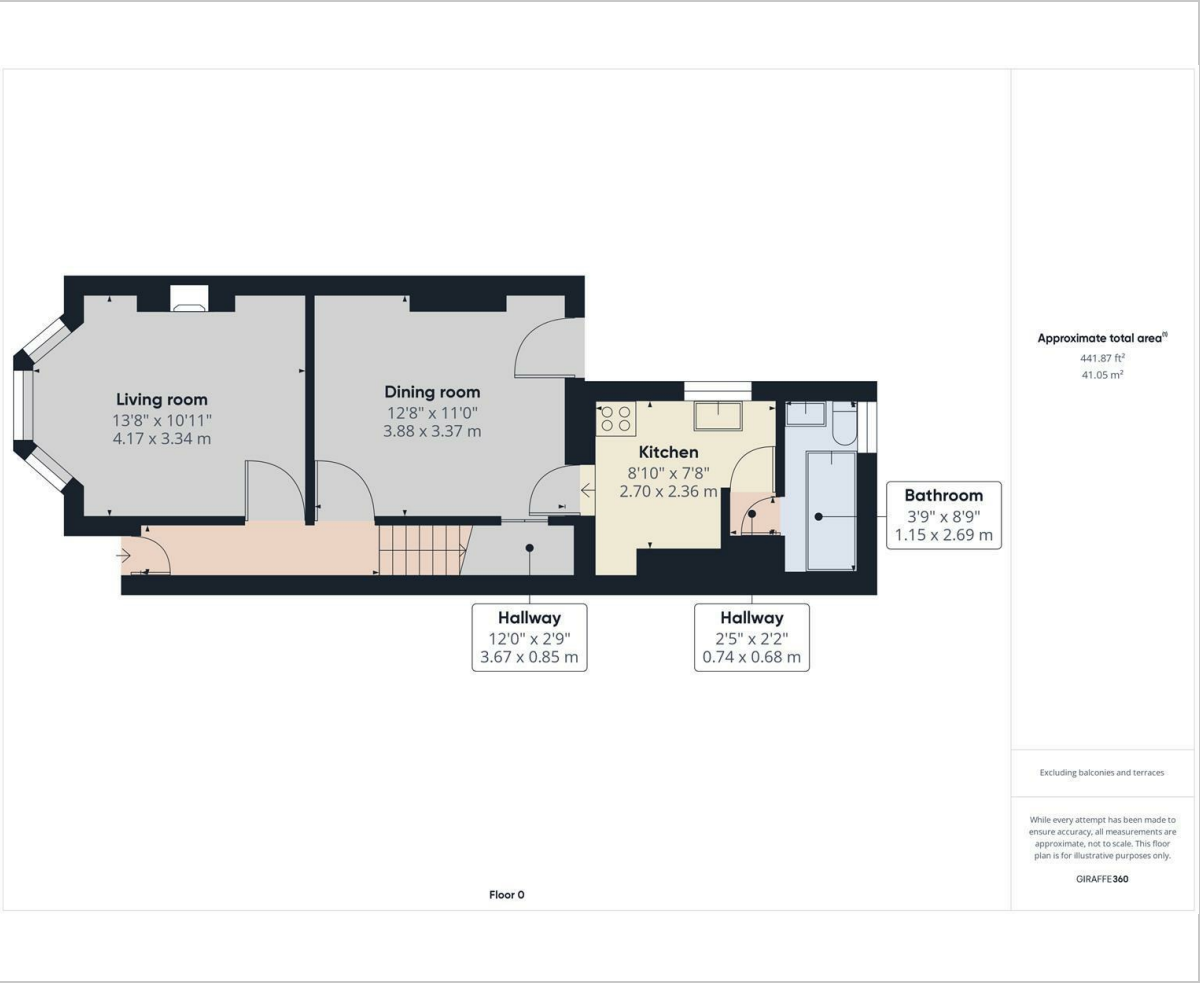 Living room
13'8" x 10'11"
4.17 x 3.34 m
Dining room
12'8" x 11'0"
3.88 x 3.37 m
Kitchen
8'10" x 7'8"
2.70 x 2.36 m
Bathroom
3'9" x 8'9"
1.15 x 2.69 m
Hallway
12'0" x 2'9"
3.67 x 0.85 m
Hallway
2'5" x 2'2"
0.74 x 0.68 m
Floor 0
Approximate total area(1)
441.87 ft²
41.05 m²
Excluding balconies and terraces
While every attempt has been made to
ensure accuracy, all measurements are
approximate, not to scale. This floor
plan is for illustrative purposes only.
GIRAFFE360